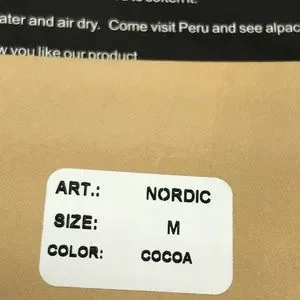 ater and air dry. Come visit Peru and see alpac
w you like our product
ART.: NORDIC
SIZE: M
COLOR: COCOA